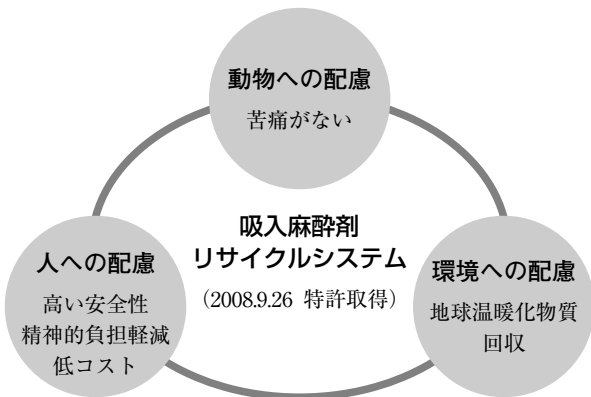 動物への配慮
苦痛がない
吸入麻酔剤
リサイクルシステム
(2008.9.26 特許取得)
人への配慮
高い安全性
精神的負担軽減
低コスト
環境への配慮
地球温暖化物質
回収